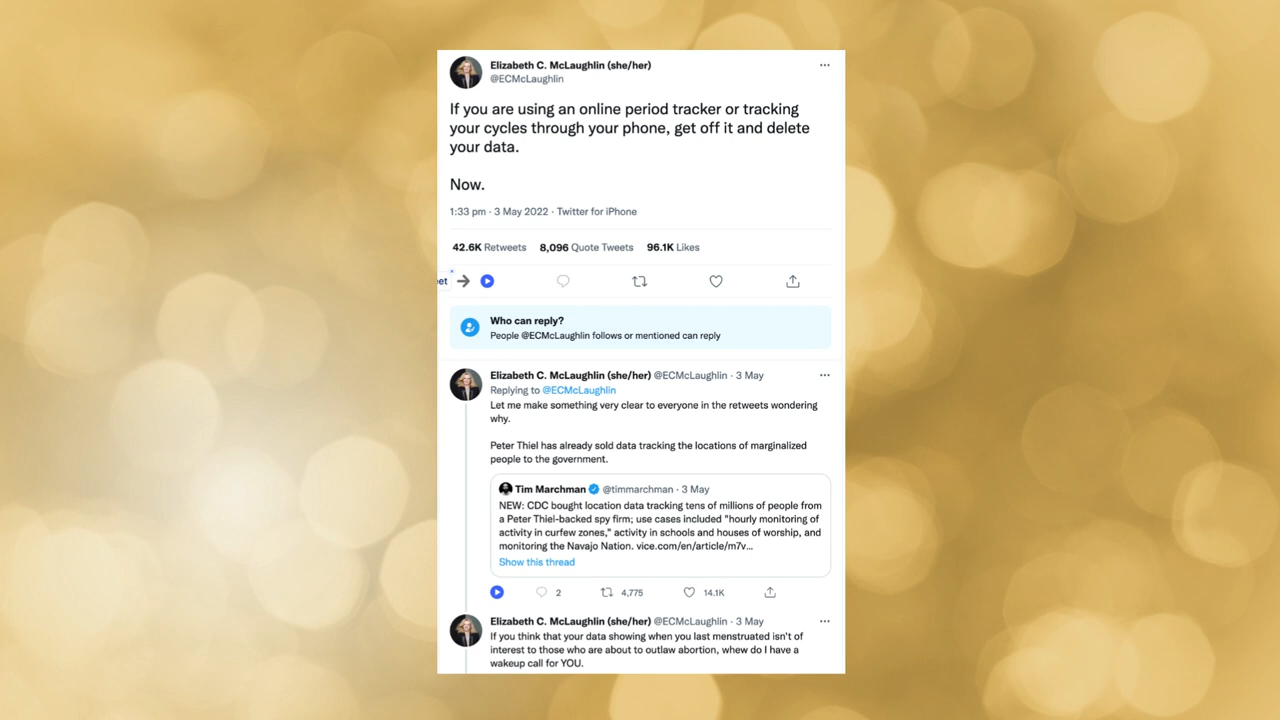 Elizabeth C. McLaughlin (she/her)
@ECMcLaughlin
If you are using an online period tracker or tracking
your cycles through your phone, get off it and delete
your data.
Now.
1:33 pm · 3 May 2022 · Twitter for iPhone
42.6K Retweets 8,096 Quote Tweets 96.1K Likes
eet
Who can reply?
People @ECMcLaughlin follows or mentioned can reply
Elizabeth C. McLaughlin (she/her) @ECMcLaughlin · 3 May
Replying to @ECMcLaughlin
Let me make something very clear to everyone in the retweets wondering
why.
Peter Thiel has already sold data tracking the locations of marginalized
people to the government.
Tim Marchman @timmarchman · 3 May
NEW: CDC bought location data tracking tens of millions of people from
a Peter Thiel-backed spy firm; use cases included "hourly monitoring of
activity in curfew zones," activity in schools and houses of worship, and
monitoring the Navajo Nation. vice.com/en/article/m7v...
Show this thread
2 4,775 14.1K
Elizabeth C. McLaughlin (she/her) @ECMcLaughlin · 3 May
If you think that your data showing when you last menstruated isn't of
interest to those who are about to outlaw abortion, whew do I have a
wakeup call for YOU.